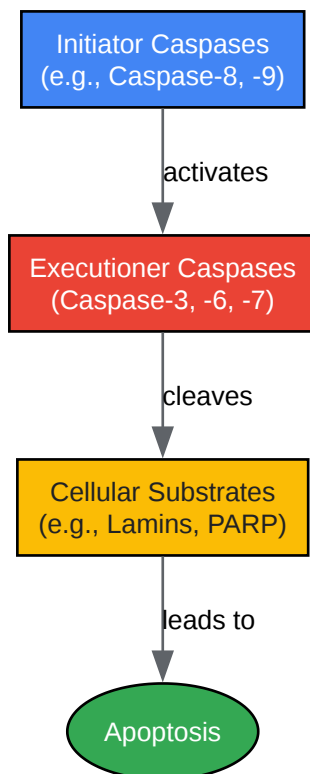 Initiator Caspases
(e.g., Caspase-8, -9)
activates
Executioner Caspases
(Caspase-3, -6, -7)
cleaves
Cellular Substrates
(e.g., Lamins, PARP)
leads to
Apoptosis